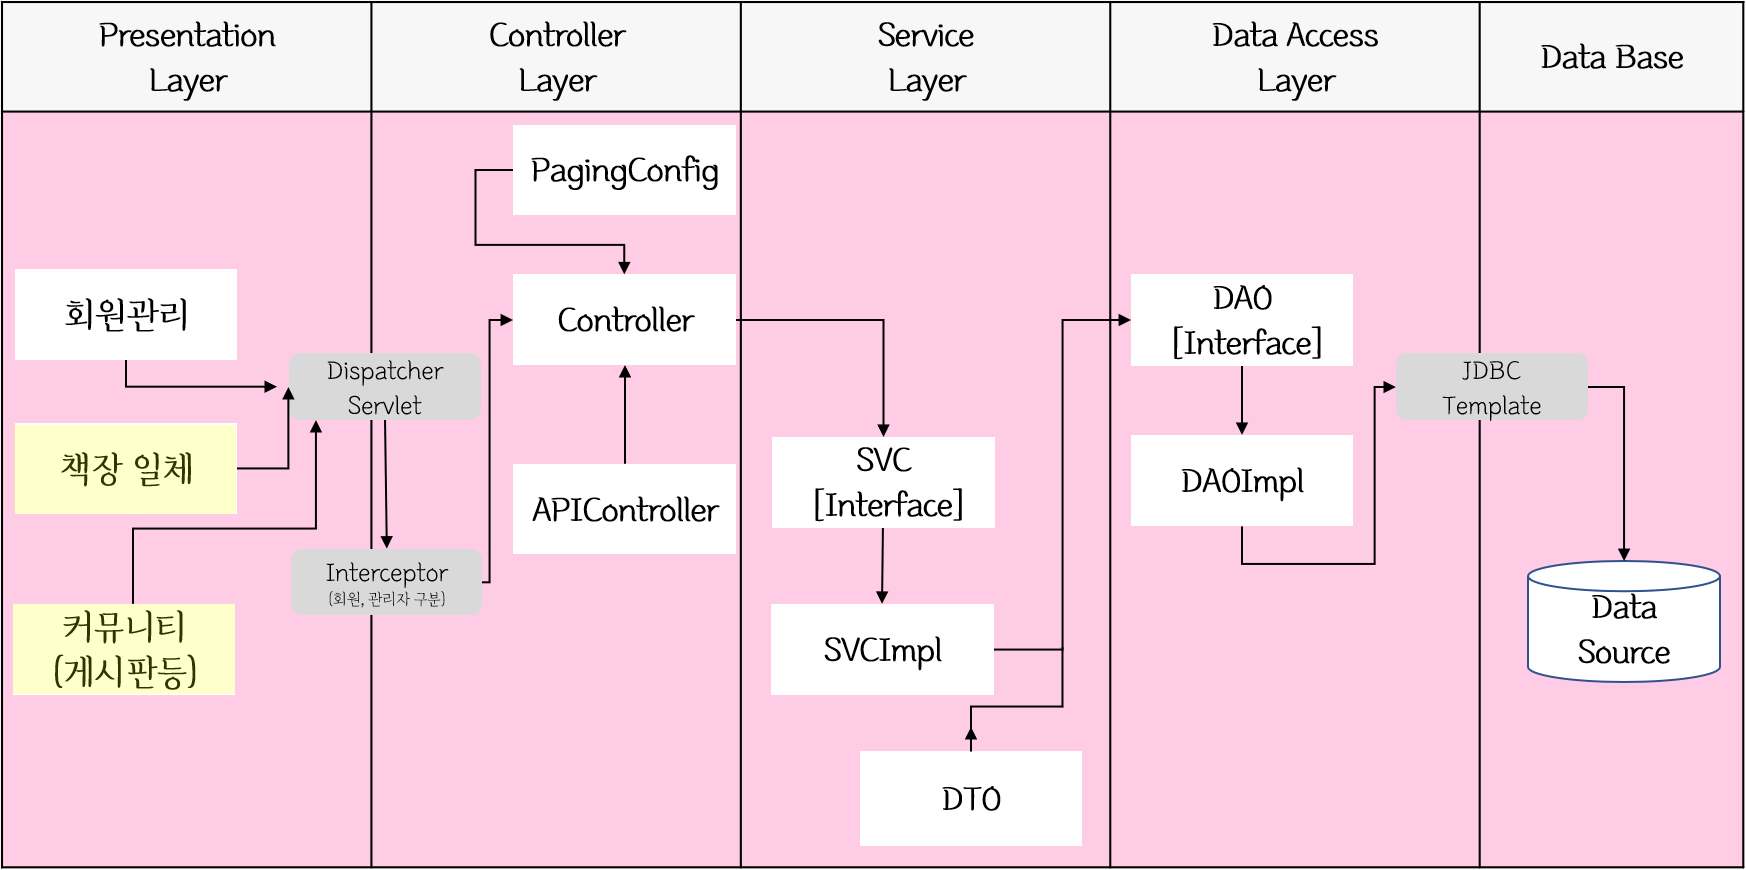 Presentation
Layer
Controller
Layer
Service
Layer
Data Access
Layer
Data Base
PagingConfig
회원관리
Controller
DAO
[Interface]
Dispatcher
Servlet
JDBC
Template
책장 일체
SVC
[Interface]
DAOImpl
APIController
Interceptor
(회원, 관리자 구분)
커뮤니티
(게시판등)
SVCImpl
Data
Source
DTO